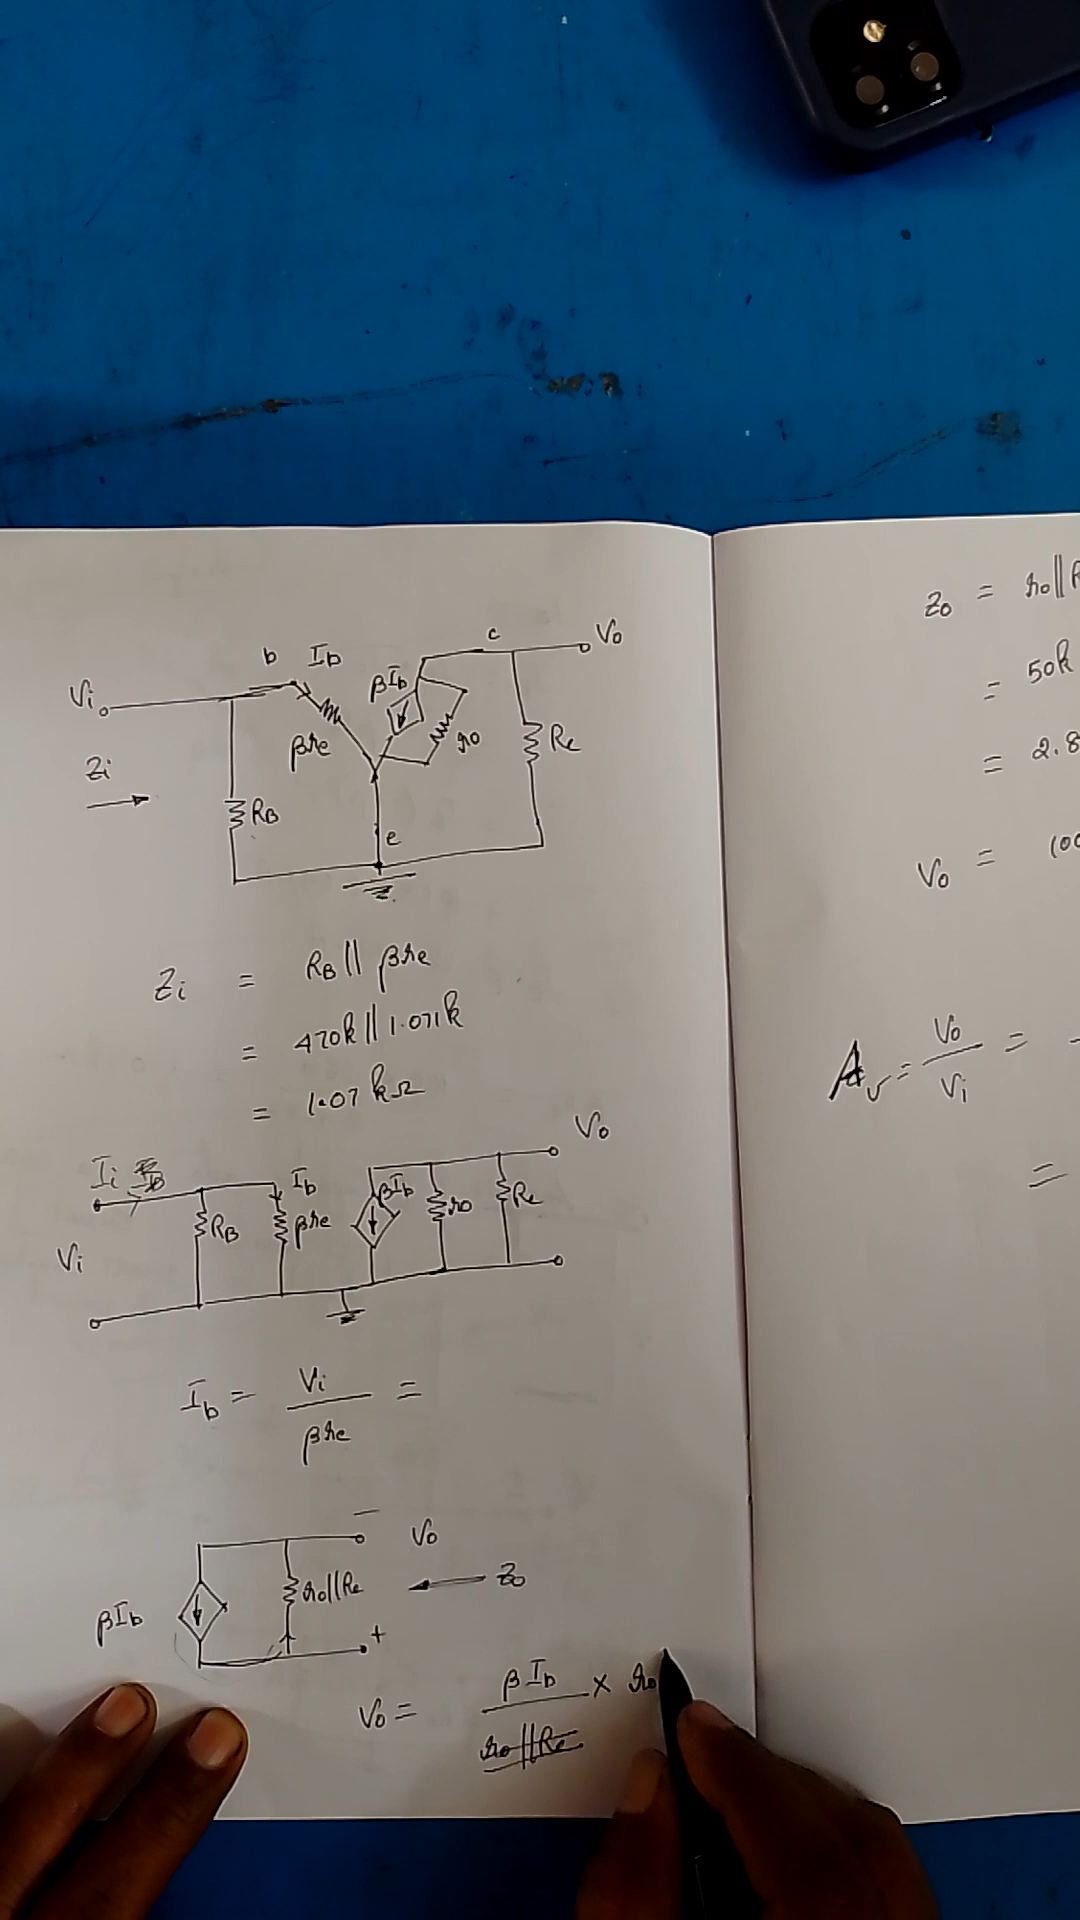 b Ib c Vo
Vi βIb
βre ro Rc
Zi
RB
e
Zi = RB || βre
= 470k || 1.071k
= 1.07 kΩ
Vo
Ii Ib βIb
RB βre ro Rc
Vi
Ib = Vi / βre =
− Vo
ro||Rc Zo
βIb
+
Vo = βIb / ro||Rc × ro
Zo = ro||R
= 50k
= 2.8
Vo = 100
Av = Vo / Vi =
=